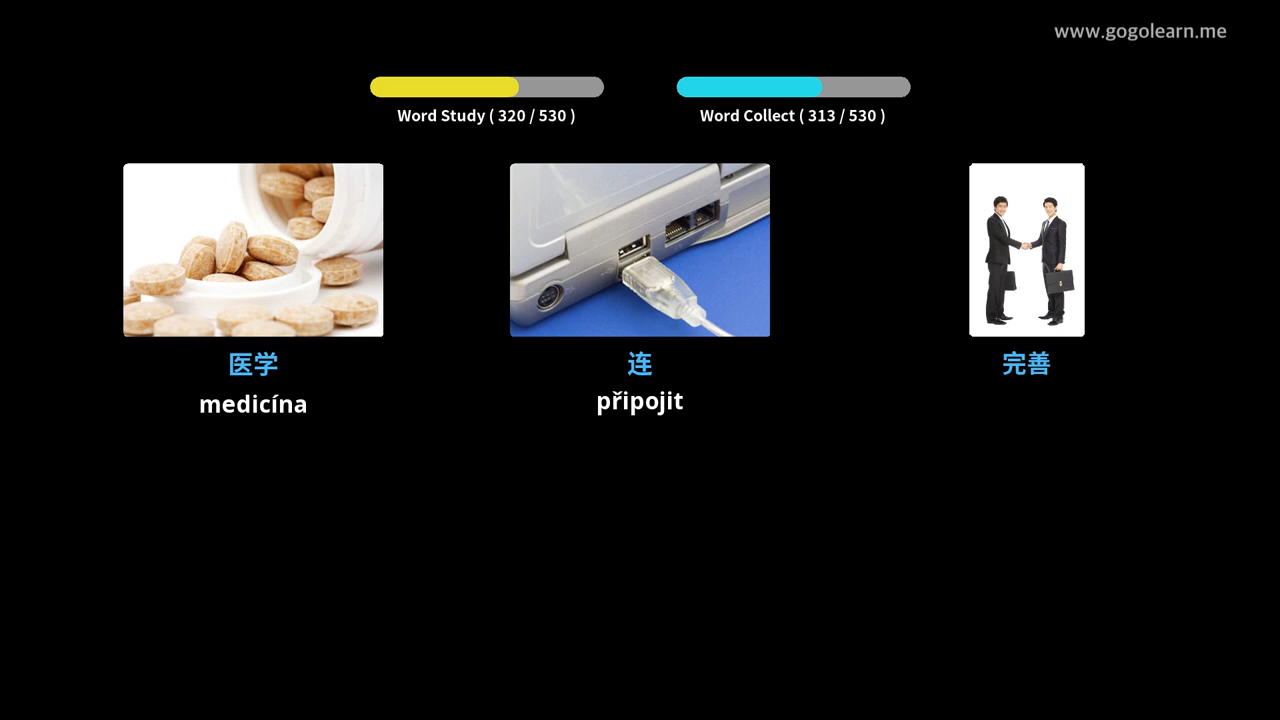 www.gogolearn.me
Word Study ( 320 / 530 )
Word Collect ( 313 / 530 )
医学
medicína
连
připojit
完善